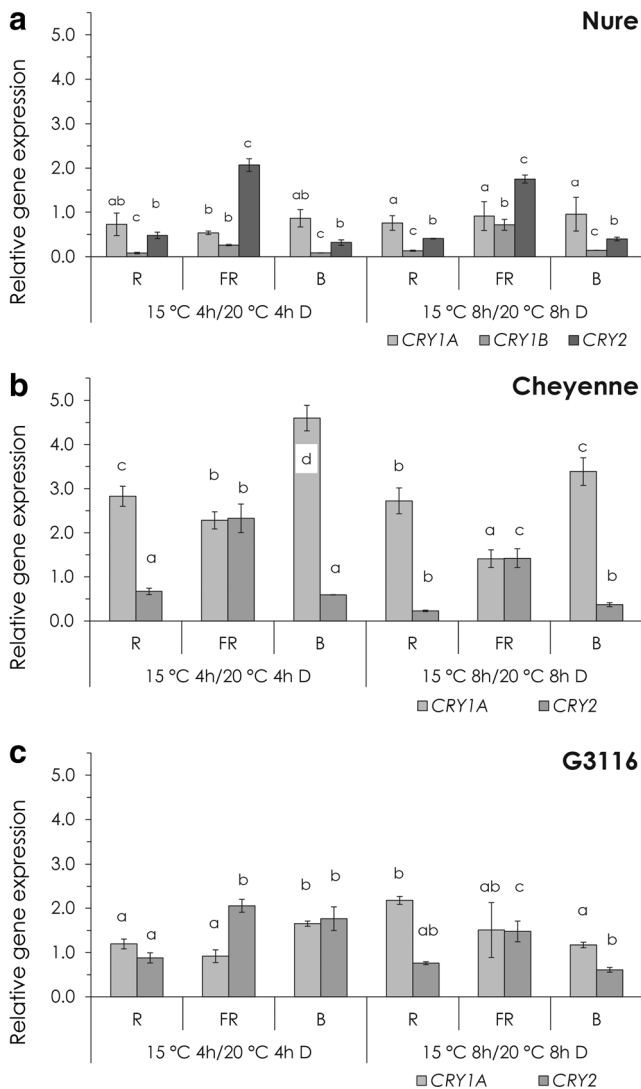 a Nure
Relative gene expression
5.0
4.0
3.0
2.0
1.0
0.0
ab c b b b c ab c b a c b a b c a c b
R FR B R FR B
15 °C 4h/20 °C 4h D 15 °C 8h/20 °C 8h D
CRY1A CRY1B CRY2
b Cheyenne
Relative gene expression
5.0
4.0
3.0
2.0
1.0
0.0
c a b b d a b b a c c b
R FR B R FR B
15 °C 4h/20 °C 4h D 15 °C 8h/20 °C 8h D
CRY1A CRY2
c G3116
Relative gene expression
5.0
4.0
3.0
2.0
1.0
0.0
a a a b b b b ab ab c a b
R FR B R FR B
15 °C 4h/20 °C 4h D 15 °C 8h/20 °C 8h D
CRY1A CRY2